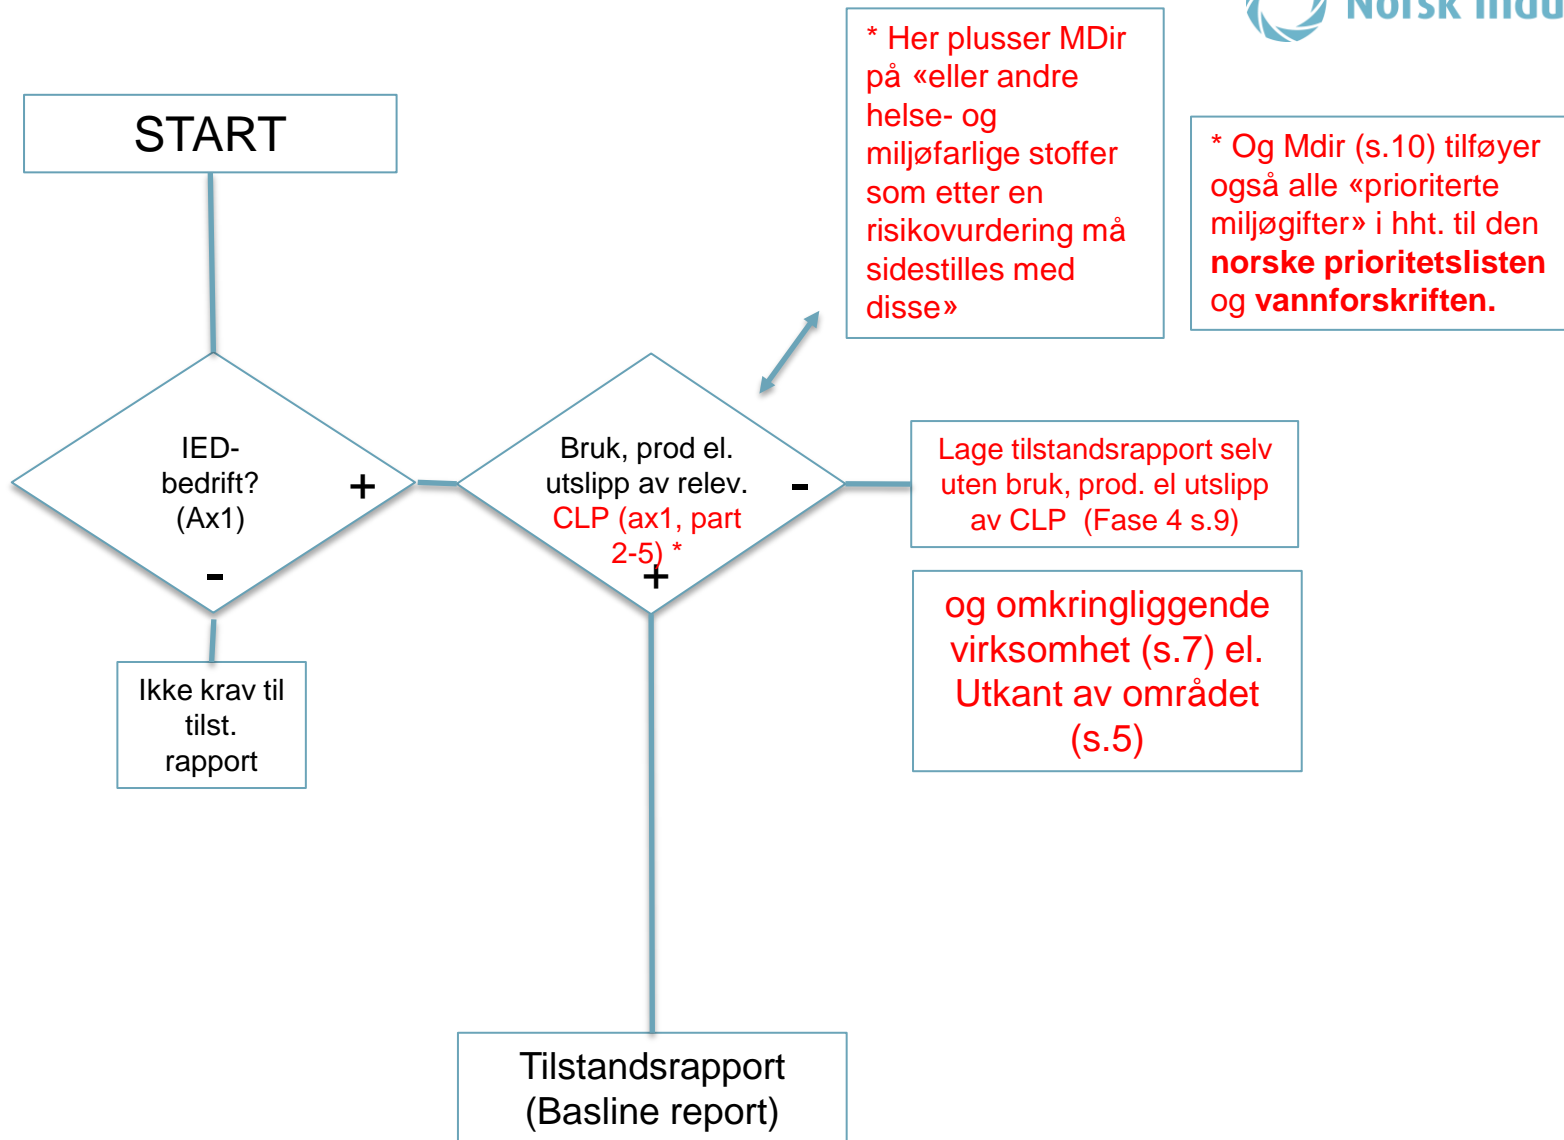 Norsk Indu
* Her plusser MDir
på «eller andre
helse- og
miljøfarlige stoffer
som etter en
risikovurdering må
sidestilles med
disse»
* Og Mdir (s.10) tilføyer
også alle «prioriterte
miljøgifter» i hht. til den
norske prioritetslisten
og vannforskriften.
START
IED-
bedrift?
(Ax1)
+
-
Bruk, prod el.
utslipp av relev.
CLP (ax1, part
2-5) *
-
+
Lage tilstandsrapport selv
uten bruk, prod. el utslipp
av CLP (Fase 4 s.9)
og omkringliggende
virksomhet (s.7) el.
Utkant av området
(s.5)
Ikke krav til
tilst.
rapport
Tilstandsrapport
(Basline report)